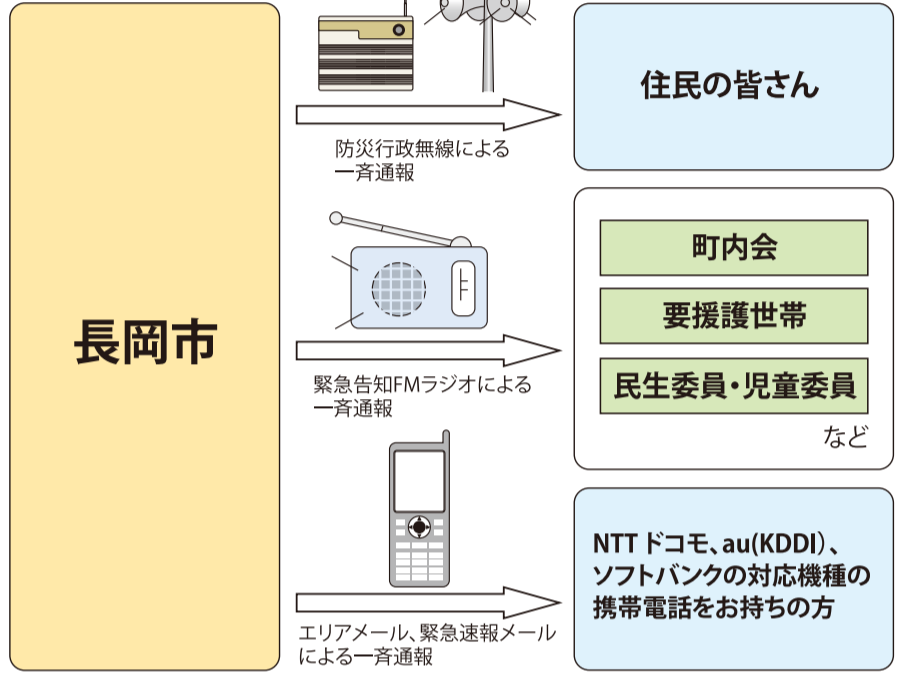 長岡市
防災行政無線による
一斉通報
住民の皆さん
緊急告知FMラジオによる
一斉通報
町内会
要援護世帯
民生委員・児童委員
など
エリアメール、緊急速報メール
による一斉通報
NTTドコモ、au(KDDI)、
ソフトバンクの対応機種の
携帯電話をお持ちの方